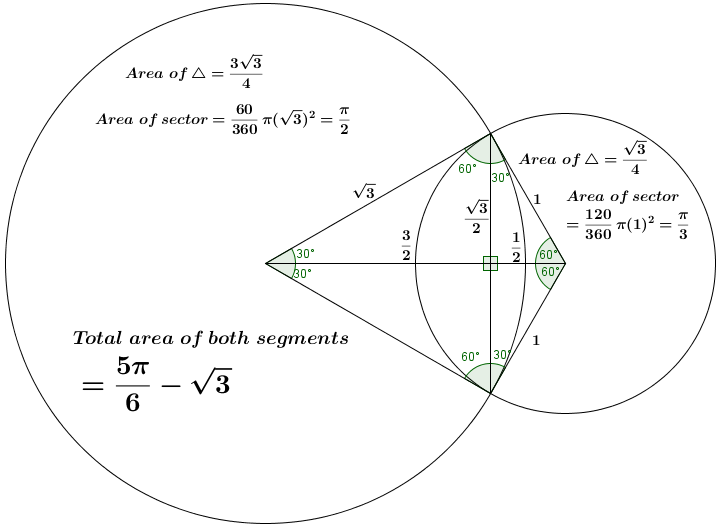 Area of △ = 3√3/4
Area of sector = 60/360 π(√3)² = π/2
Area of △ = √3/4
Area of sector
= 120/360 π(1)² = π/3
60°
30°
√3
1
√3/2
3/2
1/2
30°
30°
60°
60°
1
60°
30°
Total area of both segments
= 5π/6 − √3